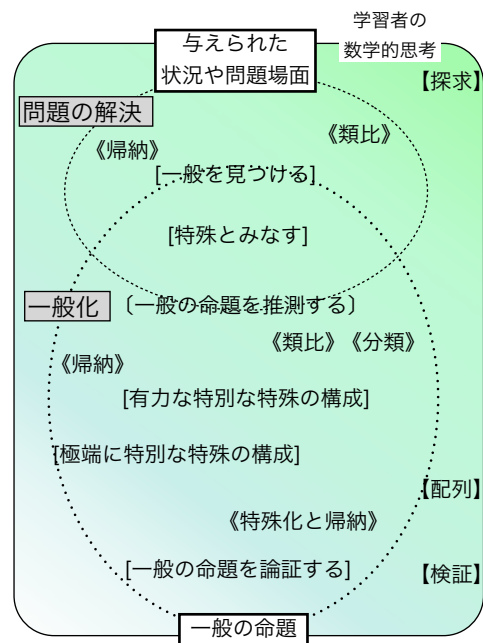 学習者の
数学的思考
与えられた
状況や問題場面
【探求】
問題の解決
《類比》
《帰納》
[一般を見つける]
[特殊とみなす]
一般化
〔一般の命題を推測する〕
《類比》《分類》
《帰納》
[有力な特別な特殊の構成]
[極端に特別な特殊の構成]
【配列】
《特殊化と帰納》
[一般の命題を論証する]
【検証】
一般の命題